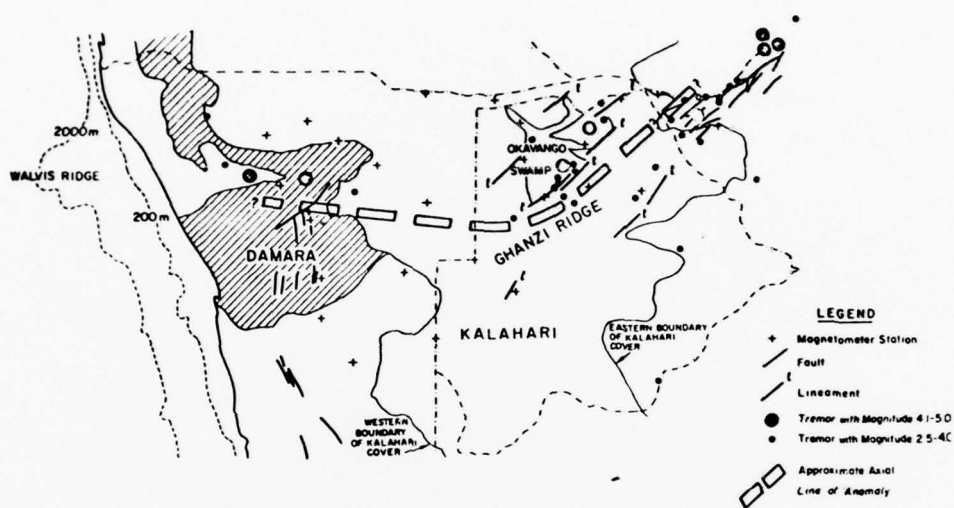 2000 m
WALVIS RIDGE
200 m
?
DAMARA
OKAVANGO
SWAMP
GHANZI RIDGE
KALAHARI
EASTERN BOUNDARY
OF KALAHARI
COVER
WESTERN
BOUNDARY
OF KALAHARI
COVER
LEGEND
Magnetometer Station
Fault
Lineament
Tremor with Magnitude 4.1-5.0
Tremor with Magnitude 2.5-4.0
Approximate Axial
Line of Anomaly